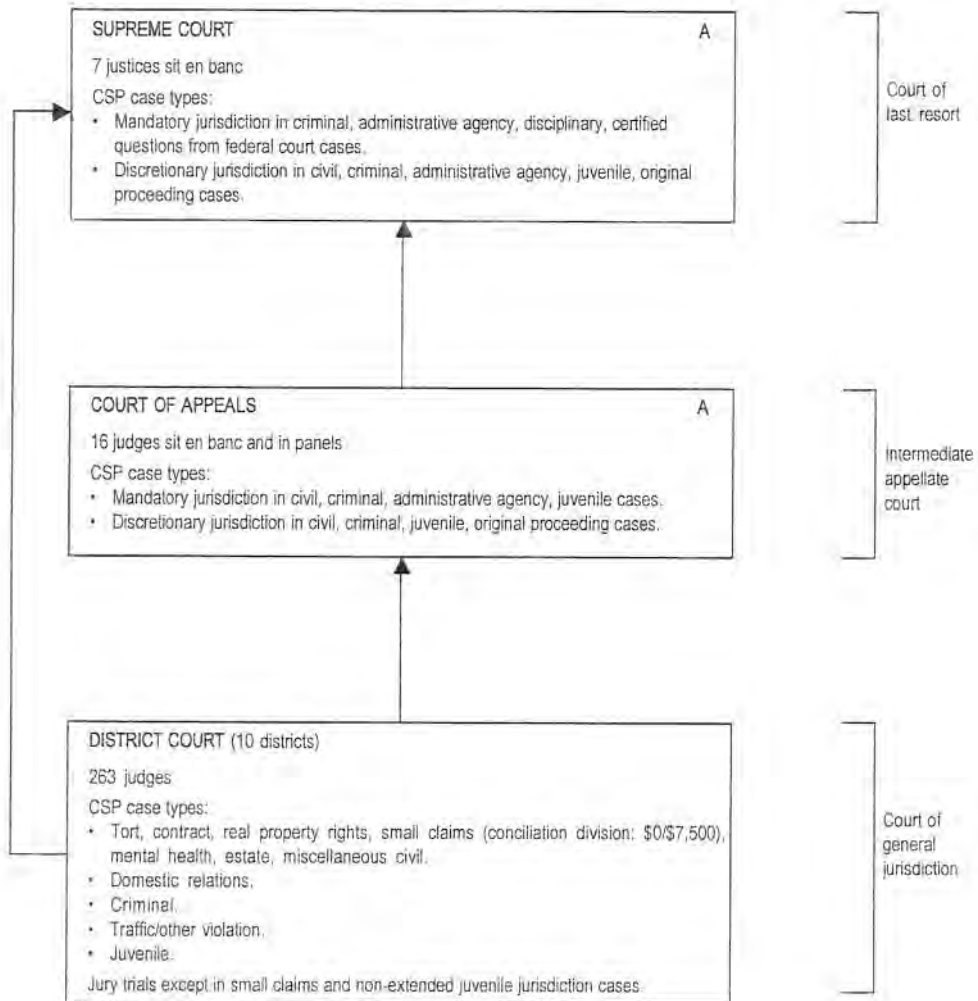 SUPREME COURT A
7 justices sit en banc
CSP case types:
• Mandatory jurisdiction in criminal, administrative agency, disciplinary, certified
questions from federal court cases.
• Discretionary jurisdiction in civil, criminal, administrative agency, juvenile, original
proceeding cases.
Court of
last resort
COURT OF APPEALS A
16 judges sit en banc and in panels
CSP case types:
• Mandatory jurisdiction in civil, criminal, administrative agency, juvenile cases.
• Discretionary jurisdiction in civil, criminal, juvenile, original proceeding cases.
Intermediate
appellate
court
DISTRICT COURT (10 districts)
263 judges
CSP case types:
• Tort, contract, real property rights, small claims (conciliation division: $0/$7,500),
mental health, estate, miscellaneous civil.
• Domestic relations.
• Criminal.
• Traffic/other violation.
• Juvenile.
Jury trials except in small claims and non-extended juvenile jurisdiction cases
Court of
general
jurisdiction